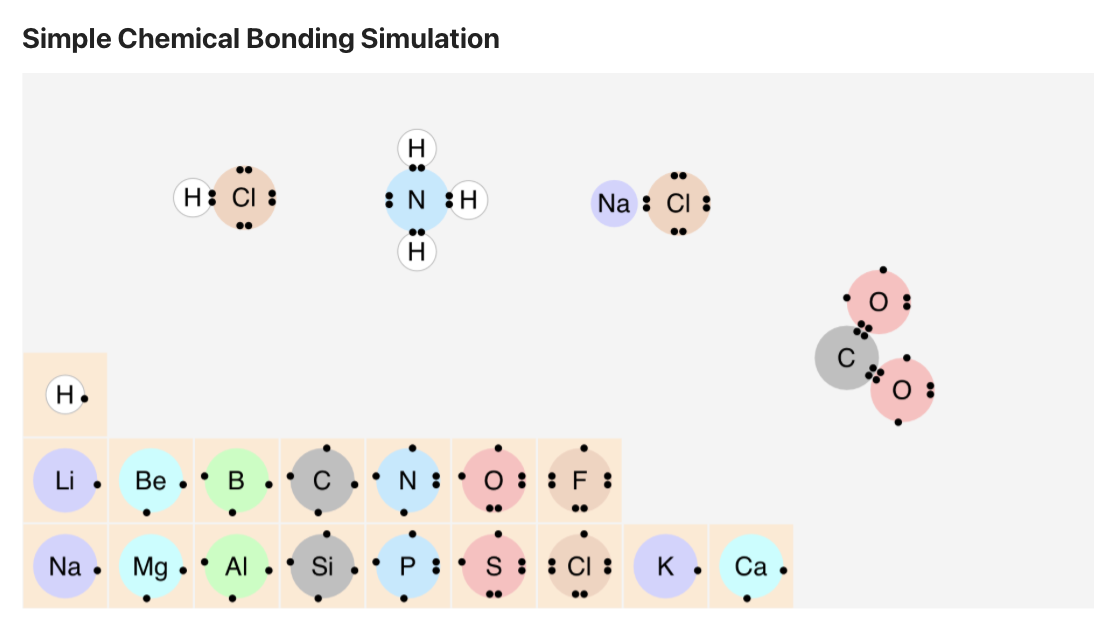 Simple Chemical Bonding Simulation
H
H Cl
N H
Na Cl
H
O
C
O
H
Li Be B C N O F
Na Mg Al Si P S Cl K Ca